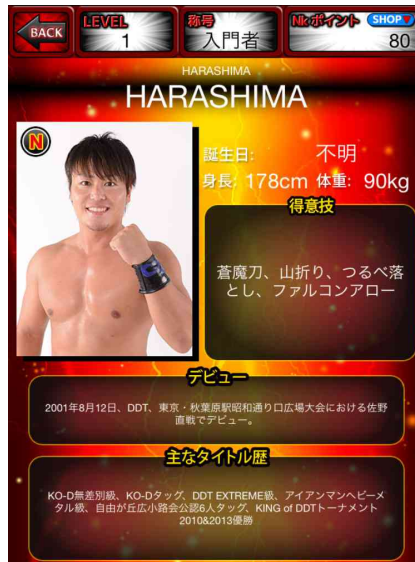 BACK
LEVEL
1
称号
入門者
Nkポイント
SHOP
80
HARASHIMA
HARASHIMA
N
誕生日: 不明
身長: 178cm 体重: 90kg
得意技
蒼魔刀、山折り、つるべ落
とし、ファルコンアロー
デビュー
2001年8月12日、DDT、東京・秋葉原駅昭和通り口広場大会における佐野
直戦でデビュー。
主なタイトル歴
KO-D無差別級、KO-Dタッグ、DDT EXTREME級、アイアンマンヘビーメ
タル級、自由が丘広小路会公認6人タッグ、KING of DDTトーナメント
2010&2013優勝